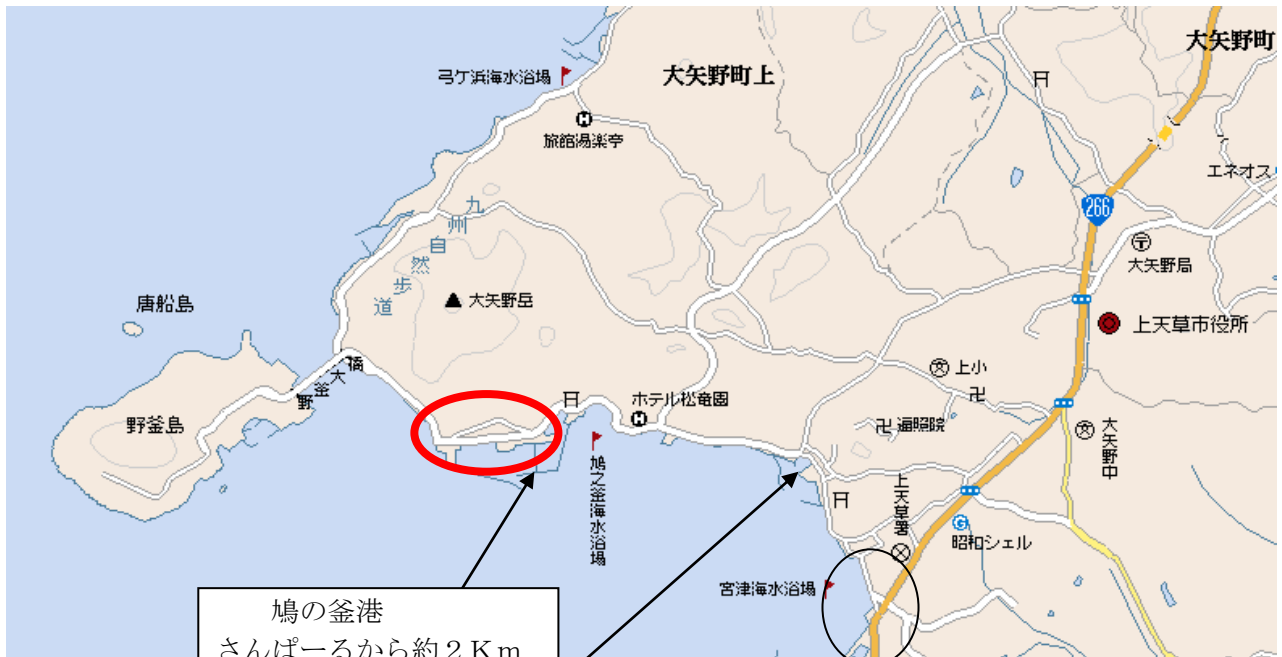 大矢野町
大矢野町上
弓ケ浜海水浴場
旅館湯楽亭
エネオス
266
九州自然歩道
大矢野局
大矢野岳
唐船島
上天草市役所
野釜大橋
上小
ホテル松竜園
野釜島
遍照院
大矢野中
鳩之釜海水浴場
上天草署
昭和シェル
宮津海水浴場
鳩の釜港
さんぱーるから約2Km